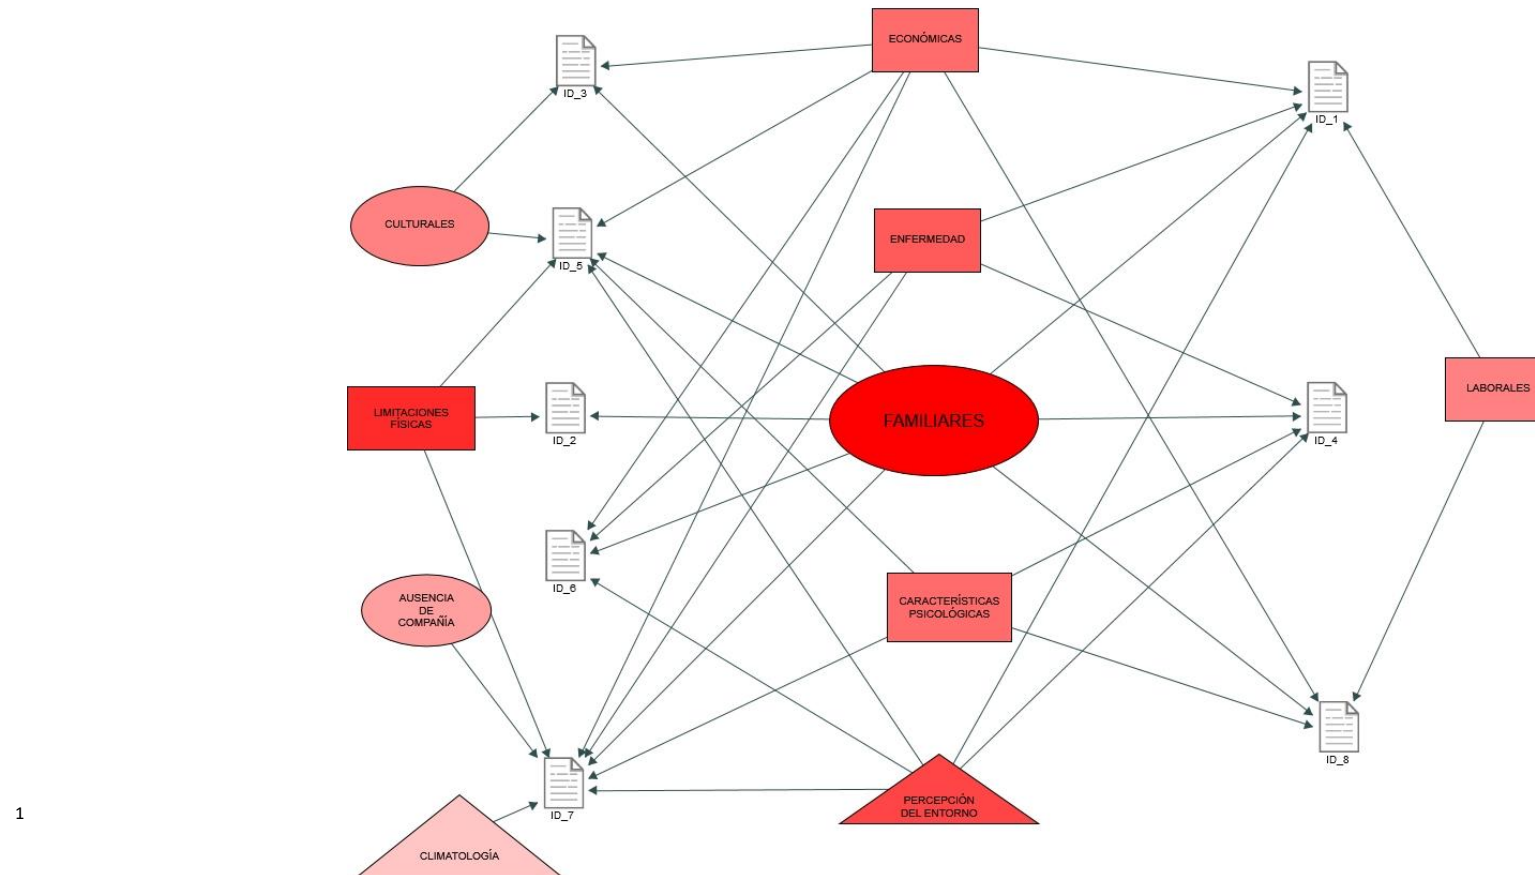 ECONÓMICAS
ID_3
ID_1
CULTURALES
ENFERMEDAD
ID_5
LABORALES
LIMITACIONES
FÍSICAS
FAMILIARES
ID_2
ID_4
ID_6
AUSENCIA
DE
COMPAÑÍA
CARACTERÍSTICAS
PSICOLÓGICAS
ID_8
PERCEPCIÓN
DEL ENTORNO
1
ID_7
CLIMATOLOGÍA